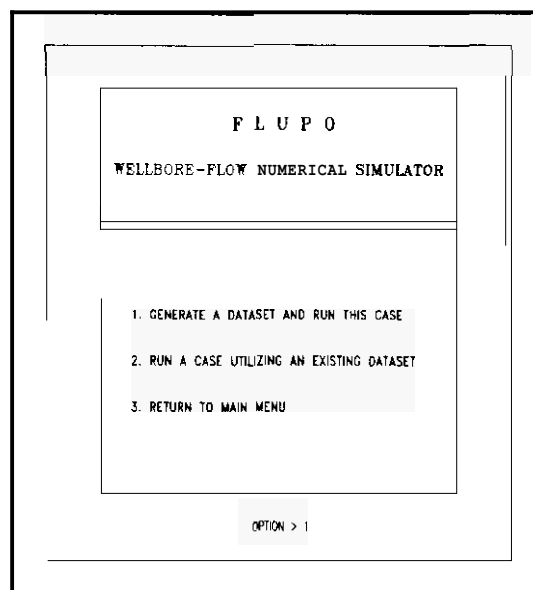 F L U P O
WELLBORE-FLOW NUMERICAL SIMULATOR
1. GENERATE A DATASET AND RUN THIS CASE
2. RUN A CASE UTILIZING AN EXISTING DATASET
3. RETURN TO MAIN MENU
OPTION > 1